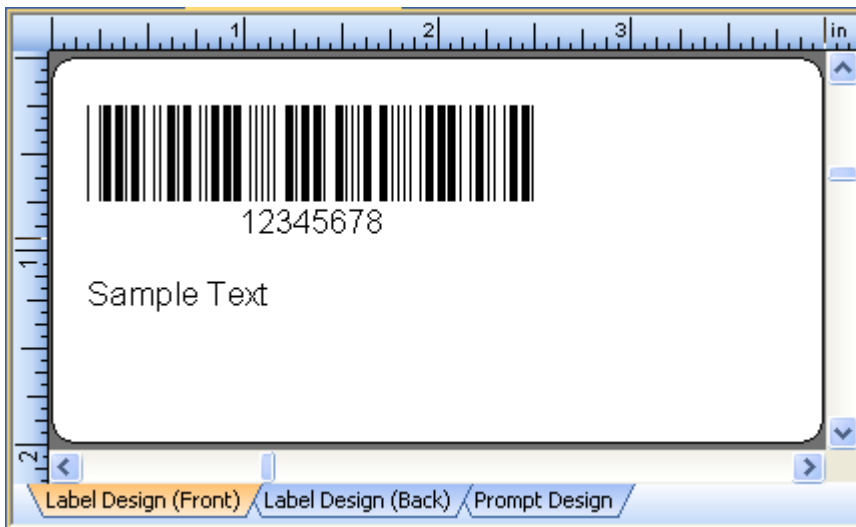 1 2 3 in
12345678
1
Sample Text
2
Label Design (Front) Label Design (Back) Prompt Design